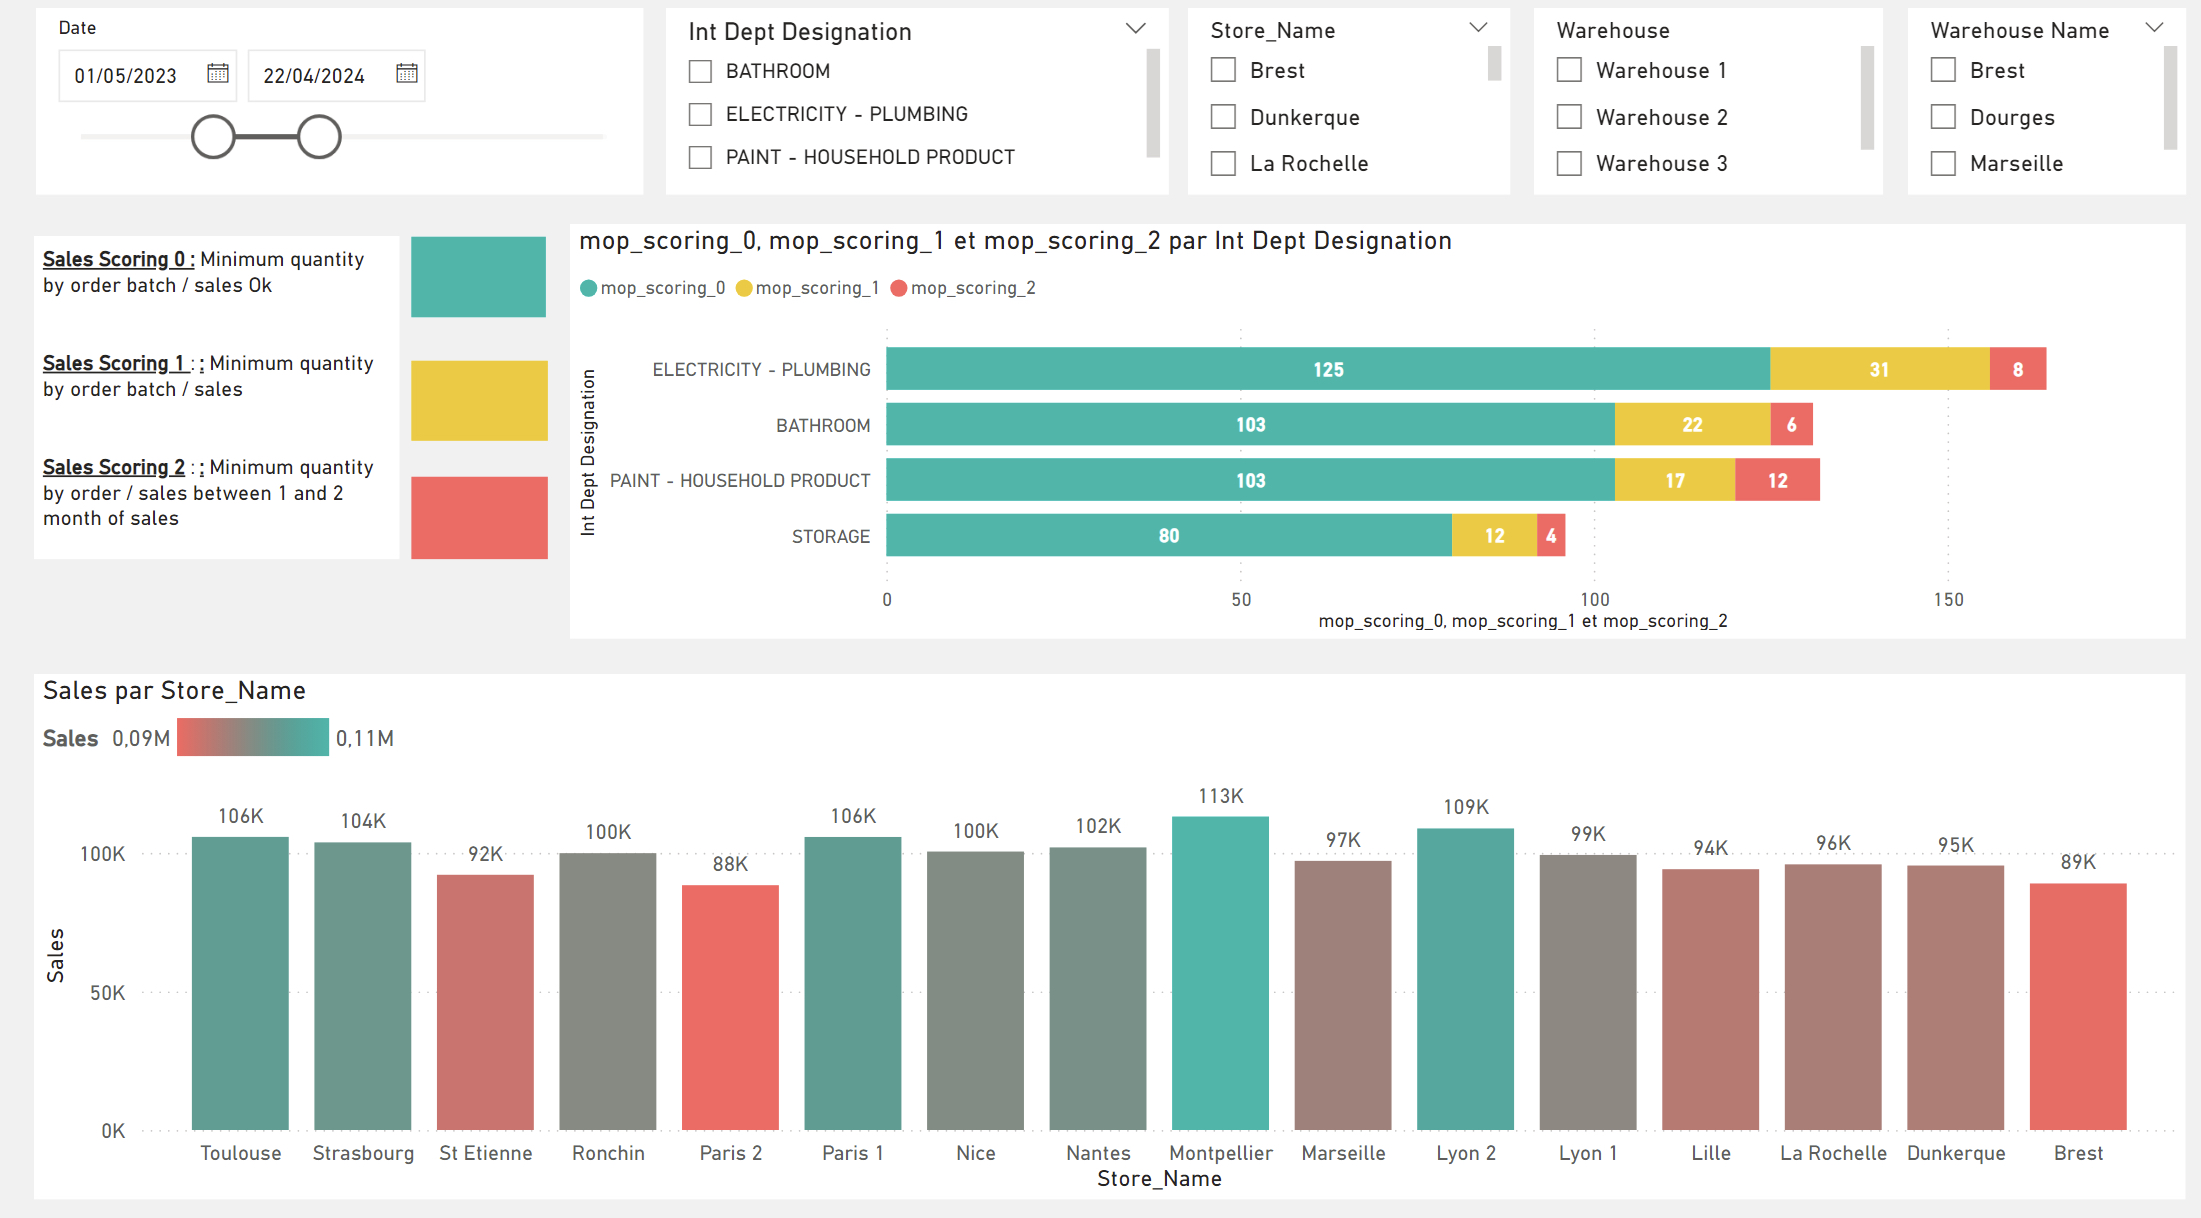 Date
01/05/2023 22/04/2024
Int Dept Designation
BATHROOM
ELECTRICITY - PLUMBING
PAINT - HOUSEHOLD PRODUCT
Store_Name
Brest
Dunkerque
La Rochelle
Warehouse
Warehouse 1
Warehouse 2
Warehouse 3
Warehouse Name
Brest
Dourges
Marseille
Sales Scoring 0 : Minimum quantity
by order batch / sales Ok
Sales Scoring 1 : : Minimum quantity
by order batch / sales
Sales Scoring 2 : : Minimum quantity
by order / sales between 1 and 2
month of sales
mop_scoring_0, mop_scoring_1 et mop_scoring_2 par Int Dept Designation
mop_scoring_0 mop_scoring_1 mop_scoring_2
Int Dept Designation
ELECTRICITY - PLUMBING 125 31 8
BATHROOM 103 22 6
PAINT - HOUSEHOLD PRODUCT 103 17 12
STORAGE 80 12 4
0 50 100 150
mop_scoring_0, mop_scoring_1 et mop_scoring_2
Sales par Store_Name
Sales 0,09M 0,11M
Sales
100K
50K
0K
106K 104K 92K 100K 88K 106K 100K 102K 113K 97K 109K 99K 94K 96K 95K 89K
Toulouse Strasbourg St Etienne Ronchin Paris 2 Paris 1 Nice Nantes Montpellier Marseille Lyon 2 Lyon 1 Lille La Rochelle Dunkerque Brest
Store_Name